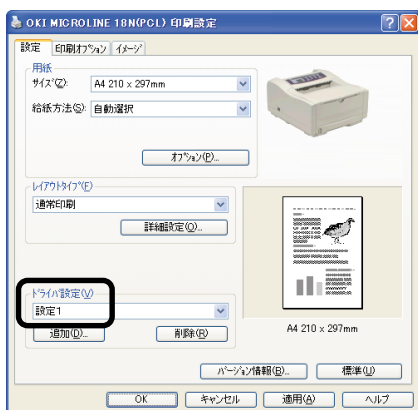 OKI MICROLINE 18N(PCL) 印刷設定
設定 印刷ｵﾌﾟｼｮﾝ ｲﾒｰｼﾞ
用紙
ｻｲｽﾞ(Z): A4 210 x 297mm
給紙方法(S): 自動選択
ｵﾌﾟｼｮﾝ(P)...
ﾚｲｱｳﾄﾀｲﾌﾟ(E)
通常印刷
詳細設定(O)...
ﾄﾞﾗｲﾊﾞ設定(V)
設定1
追加(D)... 削除(R)
A4 210 x 297mm
ﾊﾞｰｼﾞｮﾝ情報(B)... 標準(U)
OK ｷｬﾝｾﾙ 適用(A) ﾍﾙﾌﾟ